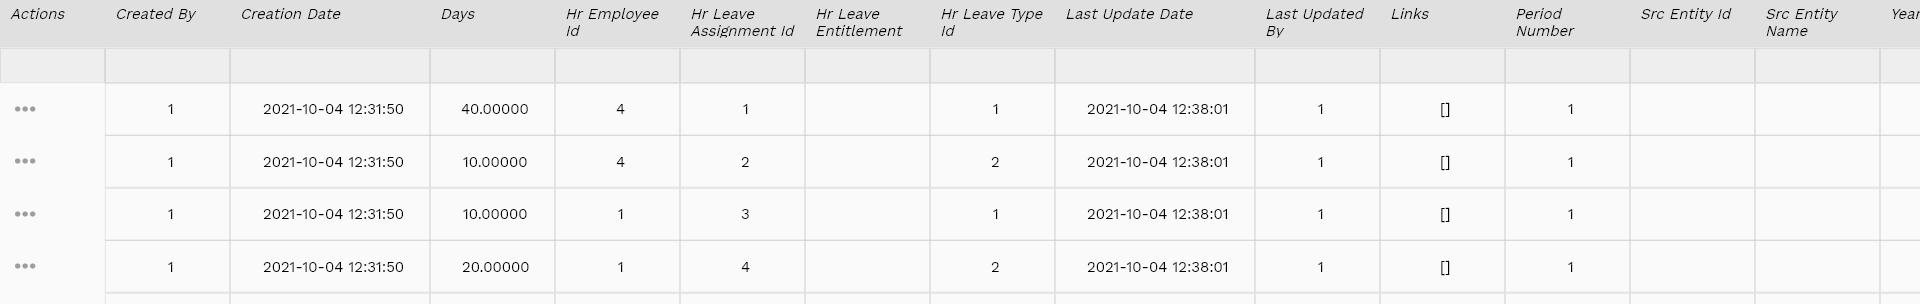 Actions Created By Creation Date Days Hr Employee Id Hr Leave Assignment Id Hr Leave Entitlement Hr Leave Type Id Last Update Date Last Updated By Links Period Number Src Entity Id Src Entity Name Year
••• 1 2021-10-04 12:31:50 40.00000 4 1 1 2021-10-04 12:38:01 1 [] 1
••• 1 2021-10-04 12:31:50 10.00000 4 2 2 2021-10-04 12:38:01 1 [] 1
••• 1 2021-10-04 12:31:50 10.00000 1 3 1 2021-10-04 12:38:01 1 [] 1
••• 1 2021-10-04 12:31:50 20.00000 1 4 2 2021-10-04 12:38:01 1 [] 1